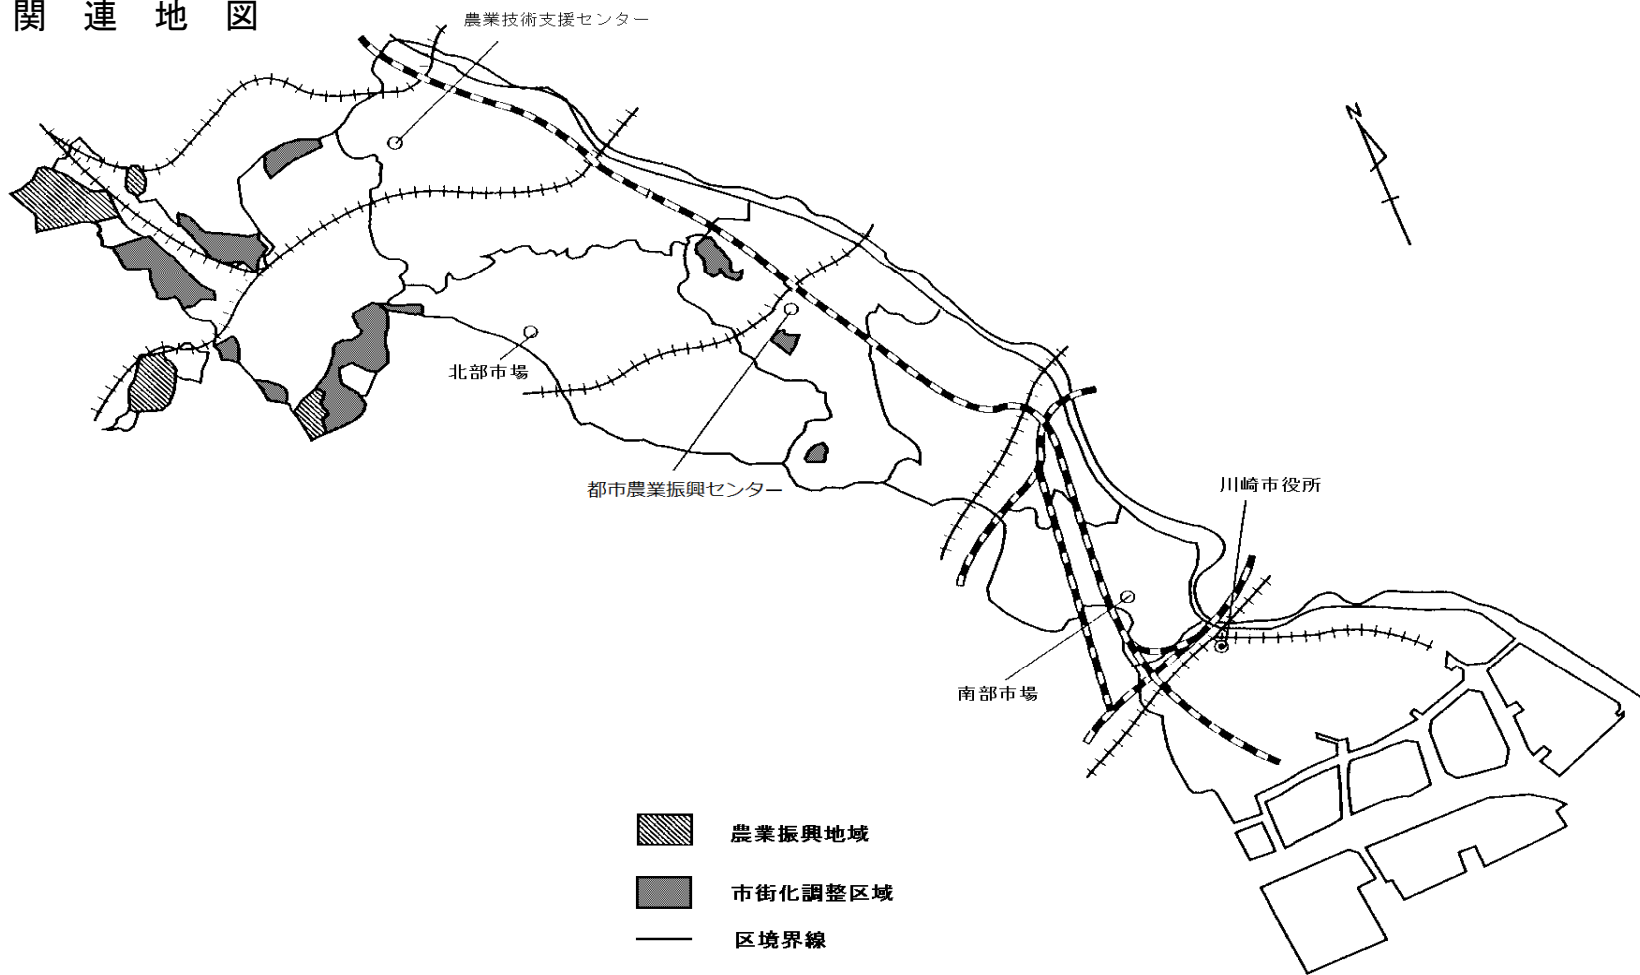 関連地図
農業技術支援センター
N
北部市場
都市農業振興センター
川崎市役所
南部市場
農業振興地域
市街化調整区域
区境界線